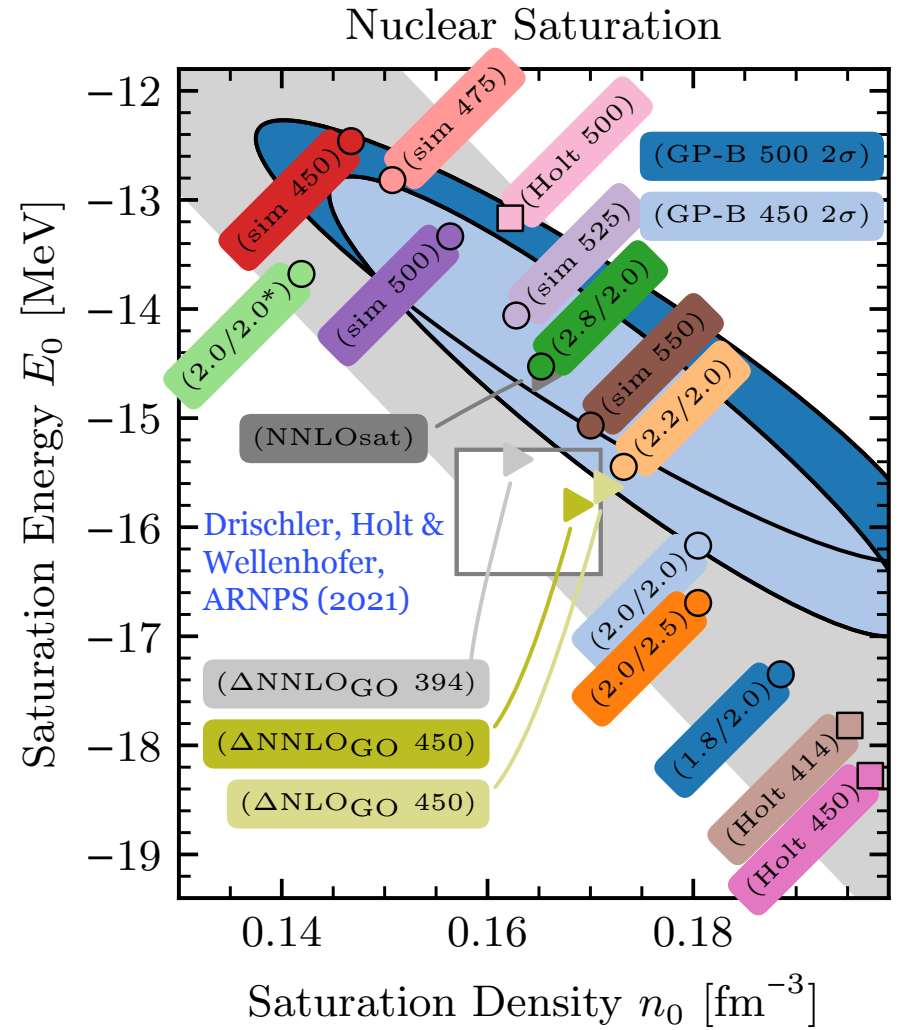 Nuclear Saturation
−12
−13
−14
−15
−16
−17
−18
−19
Saturation Energy E₀ [MeV]
(sim 475)
(sim 450)
(Holt 500)
(GP-B 500 2σ)
(GP-B 450 2σ)
(sim 525)
(sim 500)
(2.0/2.0*)
(2.8/2.0)
(sim 550)
(2.2/2.0)
(NNLOsat)
Drischler, Holt &
Wellenhofer,
ARNPS (2021)
(2.0/2.0)
(2.0/2.5)
(1.8/2.0)
(ΔNNLO_GO 394)
(ΔNNLO_GO 450)
(ΔNLO_GO 450)
(Holt 414)
(Holt 450)
0.14 0.16 0.18
Saturation Density n₀ [fm⁻³]